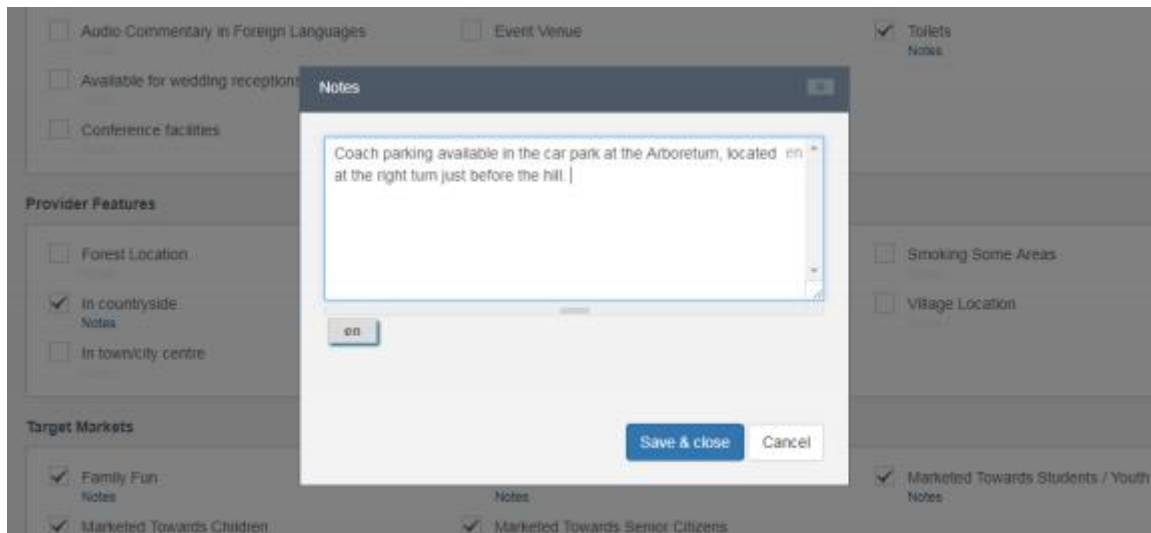 Audio Commentary in Foreign Languages
Event Venue
Toilets
Notes
Available for wedding receptions
Conference facilities
Notes
Coach parking available in the car park at the Arboretum, located
en
at the right turn just before the hill.
en
Save & close
Cancel
Provider Features
Forest Location
Smoking Some Areas
In countryside
Notes
Village Location
In town/city centre
Target Markets
Family Fun
Notes
Notes
Marketed Towards Students / Youth
Notes
Marketed Towards Children
Marketed Towards Senior Citizens